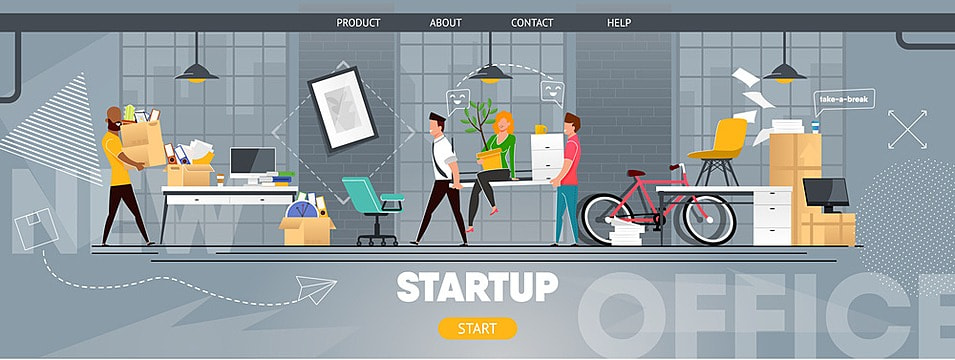 PRODUCT ABOUT CONTACT HELP
take-a-break
NEW
STARTUP
START
OFFICE